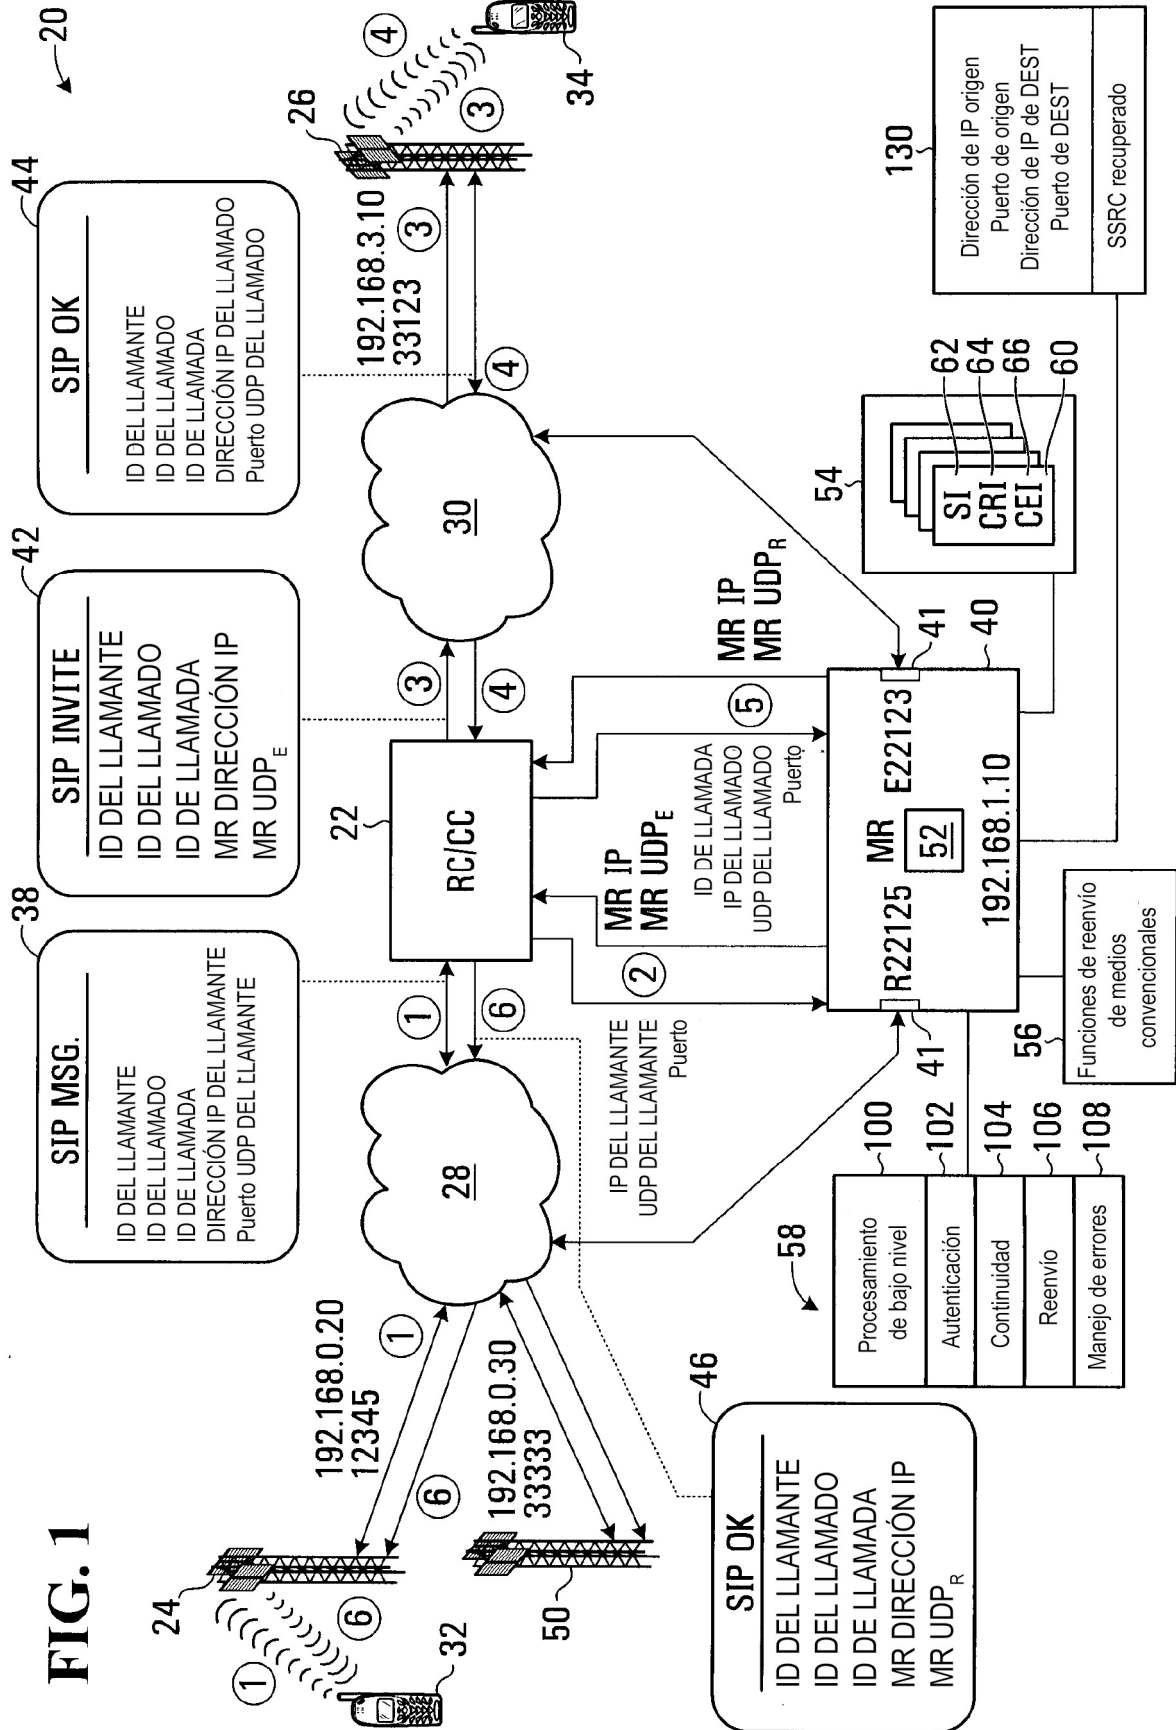 FIG. 1
20
SIP MSG.
ID DEL LLAMANTE
ID DEL LLAMADO
ID DE LLAMADA
DIRECCIÓN IP DEL LLAMANTE
Puerto UDP DEL LLAMANTE
38
SIP INVITE
ID DEL LLAMANTE
ID DEL LLAMADO
ID DE LLAMADA
MR DIRECCIÓN IP
MR UDP_E
42
SIP OK
ID DEL LLAMANTE
ID DEL LLAMADO
ID DE LLAMADA
DIRECCIÓN IP DEL LLAMADO
Puerto UDP DEL LLAMADO
44
24
1
6
32
192.168.0.20
12345
1
6
192.168.0.30
33333
50
28
1
6
22
RC/CC
3
4
30
192.168.3.10
33123
3
4
26
4
3
34
IP DEL LLAMANTE
UDP DEL LLAMANTE
Puerto
2
MR IP
MR UDP_E
ID DE LLAMADA
IP DEL LLAMADO
UDP DEL LLAMADO
Puerto
5
MR IP
MR UDP_R
46
SIP OK
ID DEL LLAMANTE
ID DEL LLAMADO
ID DE LLAMADA
MR DIRECCIÓN IP
MR UDP_R
58
Procesamiento
de bajo nivel
100
Autenticación
102
Continuidad
104
Reenvío
106
Manejo de errores
108
41
R22125
MR
E22123
41
52
192.168.1.10
40
56
Funciones de reenvío
de medios
convencionales
54
SI
CRI
CEI
62
64
66
60
130
Dirección de IP origen
Puerto de origen
Dirección de IP de DEST
Puerto de DEST
SSRC recuperado